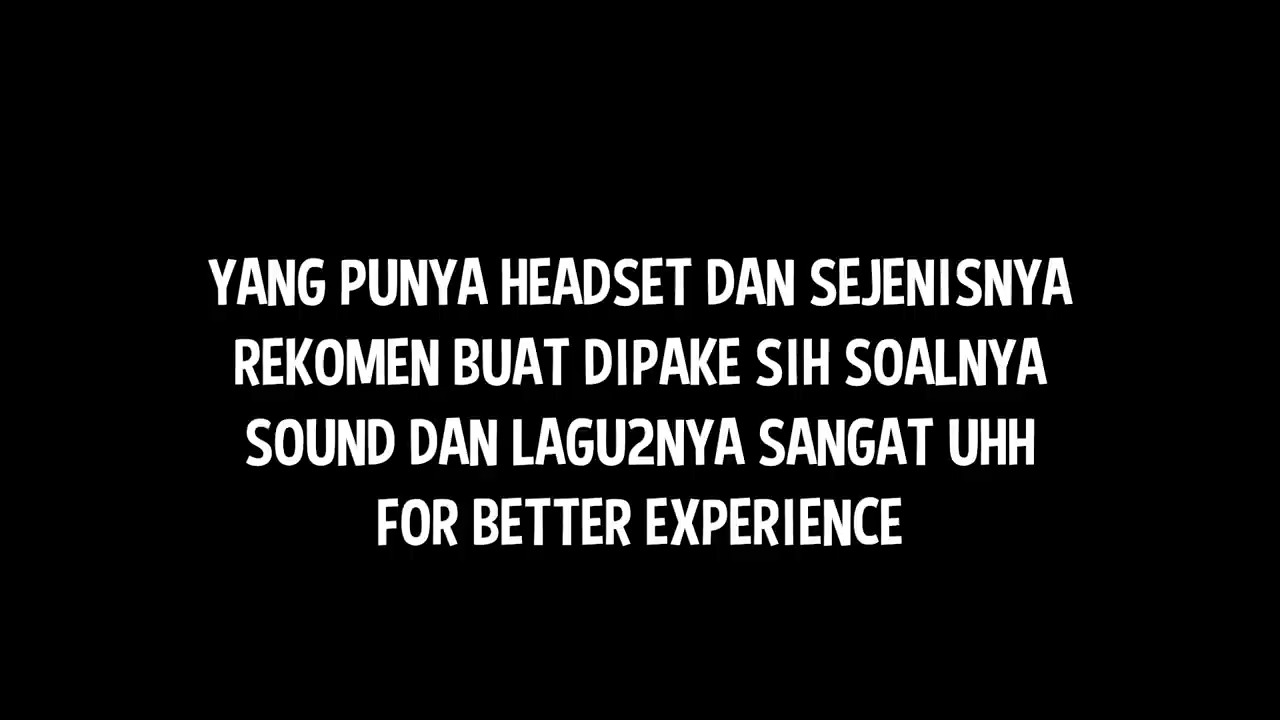 YANG PUNYA HEADSET DAN SEJENISNYA
REKOMEN BUAT DIPAKE SIH SOALNYA
SOUND DAN LAGU2NYA SANGAT UHH
FOR BETTER EXPERIENCE